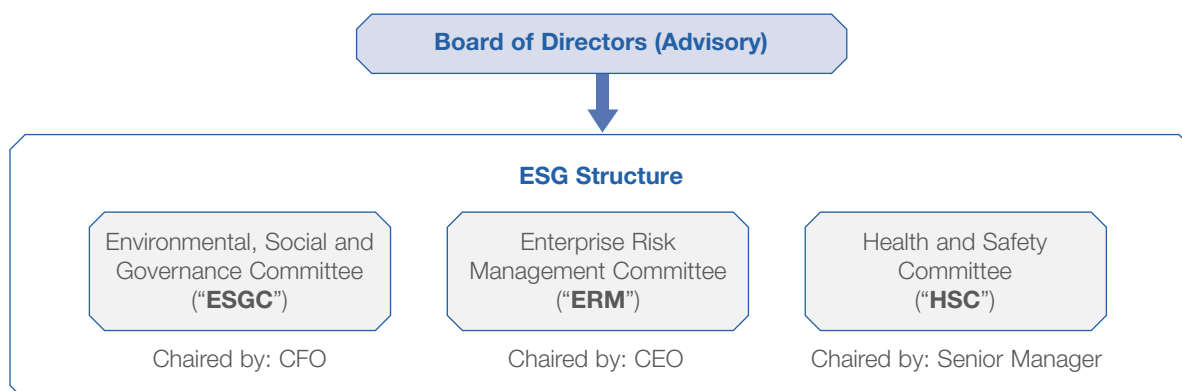 Board of Directors (Advisory)
ESG Structure
Environmental, Social and
Governance Committee
(“ESGC”)
Chaired by: CFO
Enterprise Risk
Management Committee
(“ERM”)
Chaired by: CEO
Health and Safety
Committee
(“HSC”)
Chaired by: Senior Manager